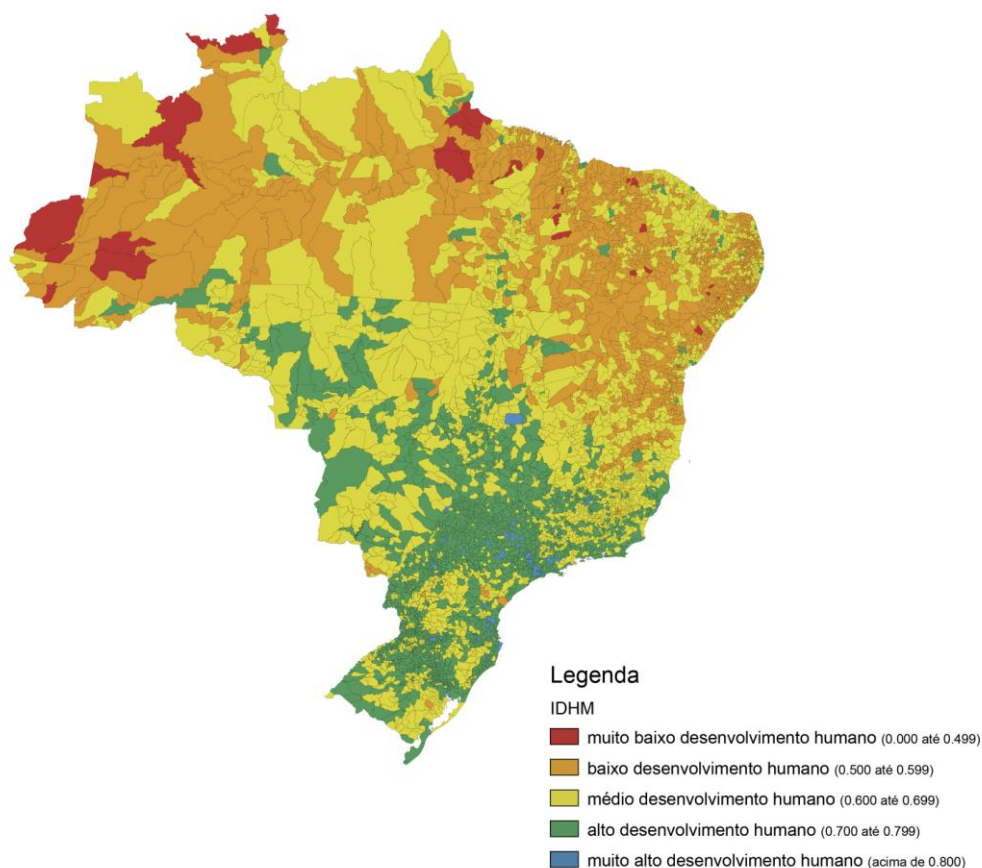 Legenda
IDHM
muito baixo desenvolvimento humano (0.000 até 0.499)
baixo desenvolvimento humano (0.500 até 0.599)
médio desenvolvimento humano (0.600 até 0.699)
alto desenvolvimento humano (0.700 até 0.799)
muito alto desenvolvimento humano (acima de 0.800)